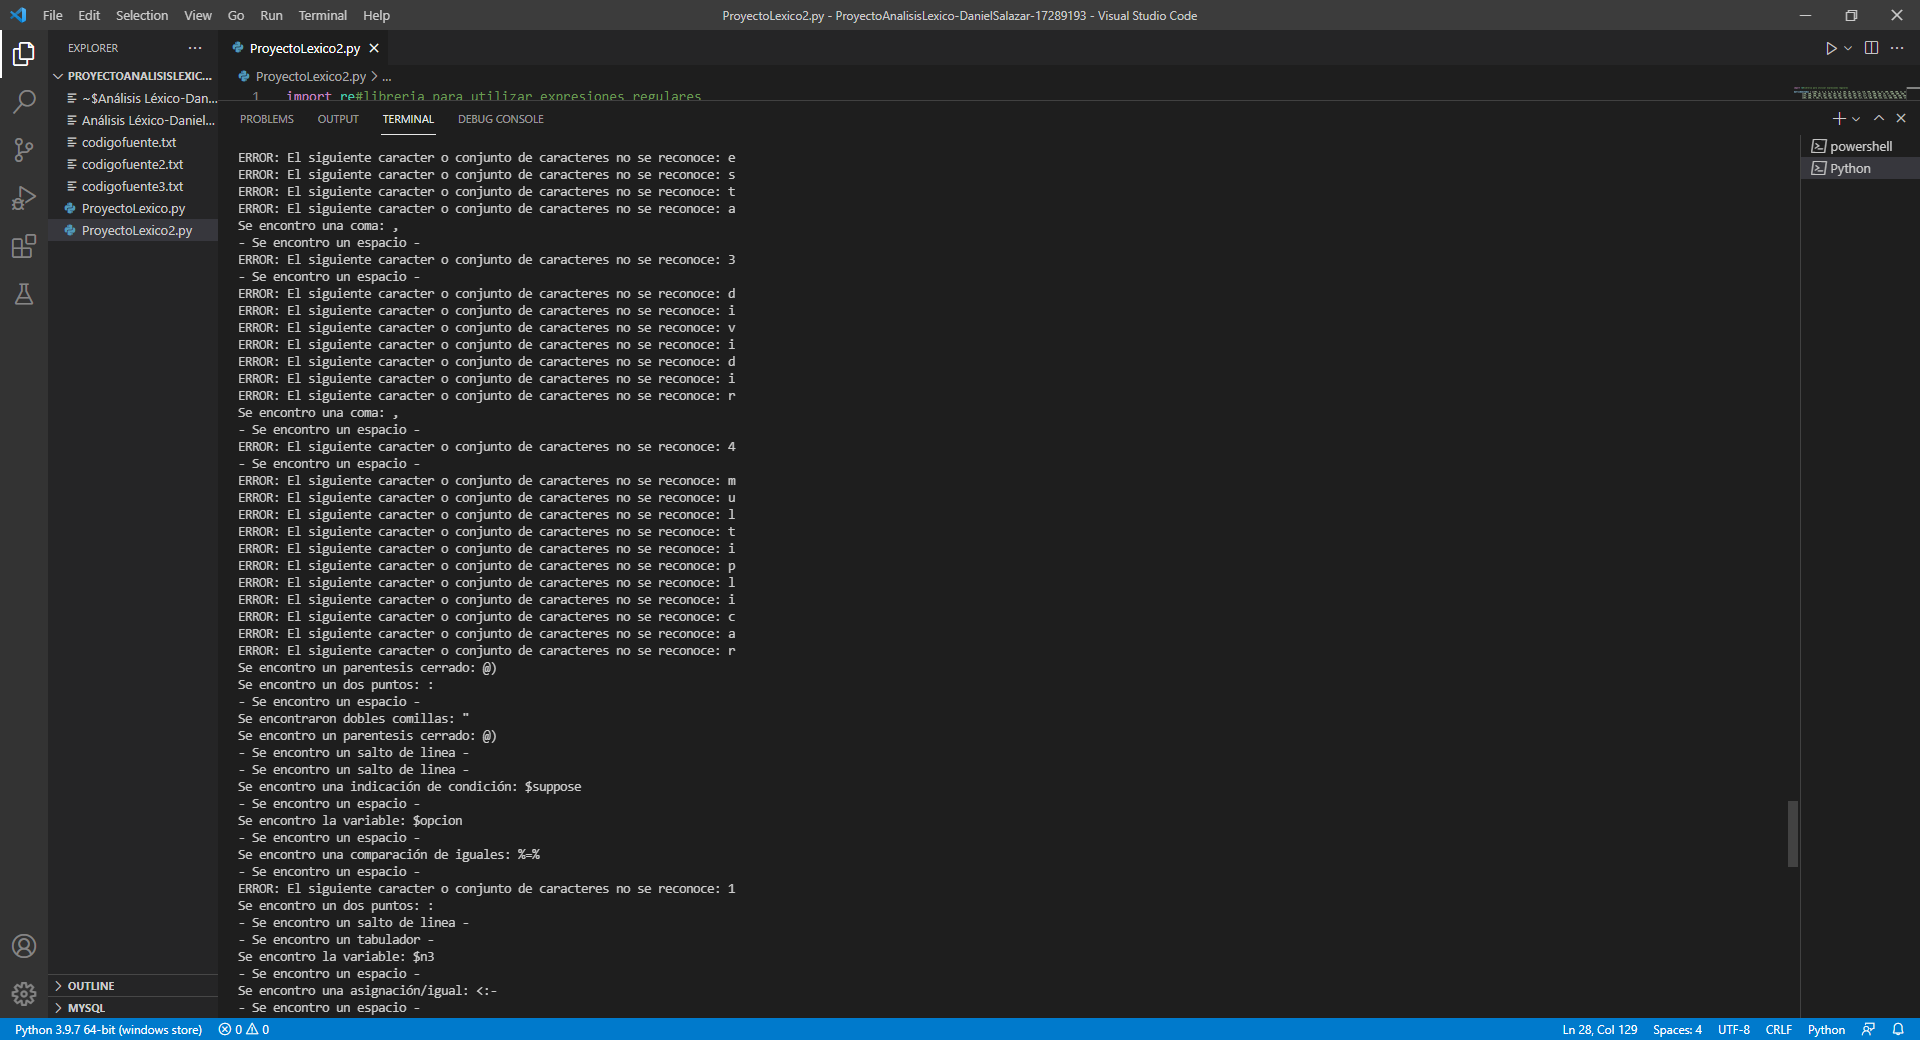 File Edit Selection View Go Run Terminal Help
ProyectoLexico2.py - ProyectoAnalisisLexico-DanielSalazar-17289193 - Visual Studio Code
EXPLORER
PROYECTOANALISISLEXIC...
~$Análisis Léxico-Dan...
Análisis Léxico-Daniel...
codigofuente.txt
codigofuente2.txt
codigofuente3.txt
ProyectoLexico.py
ProyectoLexico2.py
OUTLINE
MYSQL
ProyectoLexico2.py
ProyectoLexico2.py > ...
1 import re#libreria para utilizar expresiones regulares
PROBLEMS OUTPUT TERMINAL DEBUG CONSOLE
ERROR: El siguiente caracter o conjunto de caracteres no se reconoce: e
ERROR: El siguiente caracter o conjunto de caracteres no se reconoce: s
ERROR: El siguiente caracter o conjunto de caracteres no se reconoce: t
ERROR: El siguiente caracter o conjunto de caracteres no se reconoce: a
Se encontro una coma: ,
- Se encontro un espacio -
ERROR: El siguiente caracter o conjunto de caracteres no se reconoce: 3
- Se encontro un espacio -
ERROR: El siguiente caracter o conjunto de caracteres no se reconoce: d
ERROR: El siguiente caracter o conjunto de caracteres no se reconoce: i
ERROR: El siguiente caracter o conjunto de caracteres no se reconoce: v
ERROR: El siguiente caracter o conjunto de caracteres no se reconoce: i
ERROR: El siguiente caracter o conjunto de caracteres no se reconoce: d
ERROR: El siguiente caracter o conjunto de caracteres no se reconoce: i
ERROR: El siguiente caracter o conjunto de caracteres no se reconoce: r
Se encontro una coma: ,
- Se encontro un espacio -
ERROR: El siguiente caracter o conjunto de caracteres no se reconoce: 4
- Se encontro un espacio -
ERROR: El siguiente caracter o conjunto de caracteres no se reconoce: m
ERROR: El siguiente caracter o conjunto de caracteres no se reconoce: u
ERROR: El siguiente caracter o conjunto de caracteres no se reconoce: l
ERROR: El siguiente caracter o conjunto de caracteres no se reconoce: t
ERROR: El siguiente caracter o conjunto de caracteres no se reconoce: i
ERROR: El siguiente caracter o conjunto de caracteres no se reconoce: p
ERROR: El siguiente caracter o conjunto de caracteres no se reconoce: l
ERROR: El siguiente caracter o conjunto de caracteres no se reconoce: i
ERROR: El siguiente caracter o conjunto de caracteres no se reconoce: c
ERROR: El siguiente caracter o conjunto de caracteres no se reconoce: a
ERROR: El siguiente caracter o conjunto de caracteres no se reconoce: r
Se encontro un parentesis cerrado: @)
Se encontro un dos puntos: :
- Se encontro un espacio -
Se encontraron dobles comillas: "
Se encontro un parentesis cerrado: @)
- Se encontro un salto de linea -
- Se encontro un salto de linea -
Se encontro una indicación de condición: $suppose
- Se encontro un espacio -
Se encontro la variable: $opcion
- Se encontro un espacio -
Se encontro una comparación de iguales: %=%
- Se encontro un espacio -
ERROR: El siguiente caracter o conjunto de caracteres no se reconoce: 1
Se encontro un dos puntos: :
- Se encontro un salto de linea -
- Se encontro un tabulador -
Se encontro la variable: $n3
- Se encontro un espacio -
Se encontro una asignación/igual: <:-
- Se encontro un espacio -
powershell
Python
Python 3.9.7 64-bit (windows store) 0 0
Ln 28, Col 129 Spaces: 4 UTF-8 CRLF Python